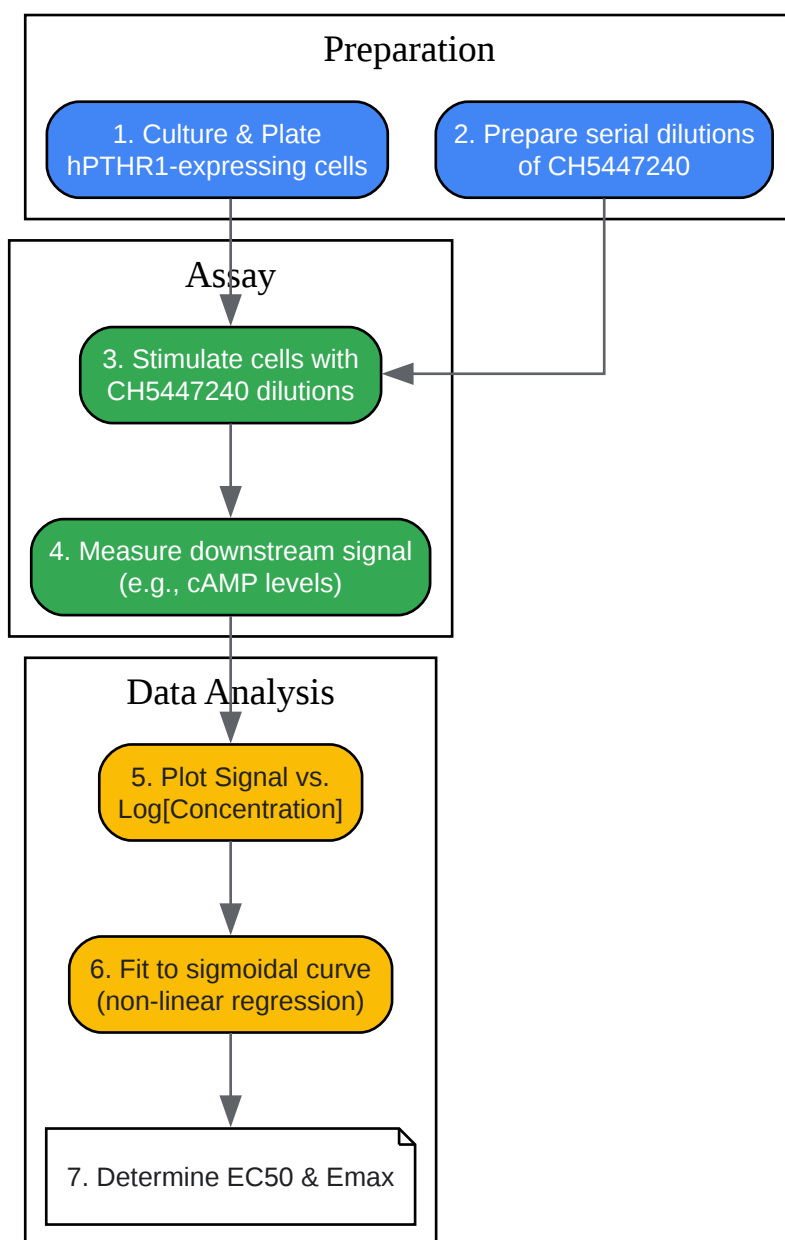 Preparation
1. Culture & Plate
hPTHR1-expressing cells
2. Prepare serial dilutions
of CH5447240
Assay
3. Stimulate cells with
CH5447240 dilutions
4. Measure downstream signal
(e.g., cAMP levels)
Data Analysis
5. Plot Signal vs.
Log[Concentration]
6. Fit to sigmoidal curve
(non-linear regression)
7. Determine EC50 & Emax